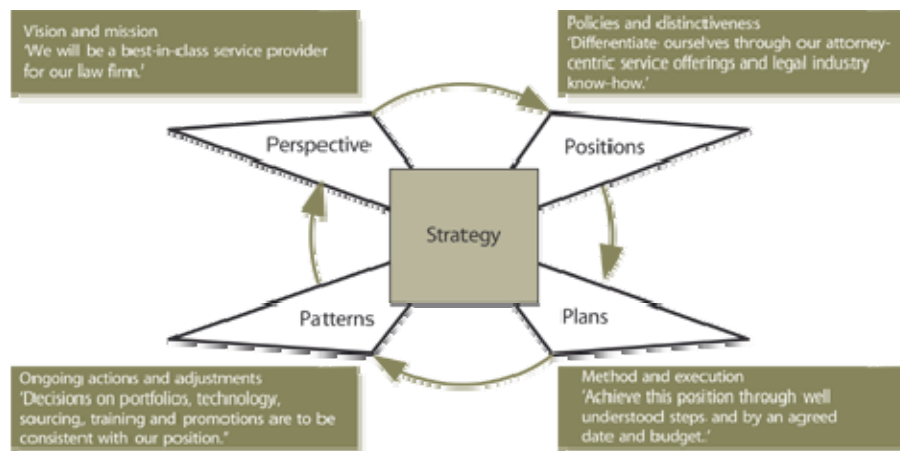 Vision and mission
'We will be a best-in-class service provider
for our law firm.'
Policies and distinctiveness
'Differentiate ourselves through our attorney-
centric service offerings and legal industry
know-how.'
Perspective
Positions
Strategy
Patterns
Plans
Ongoing actions and adjustments
'Decisions on portfolios, technology,
sourcing, training and promotions are to be
consistent with our position."
Method and execution
'Achieve this position through well
understood steps and by an agreed
date and budget.'